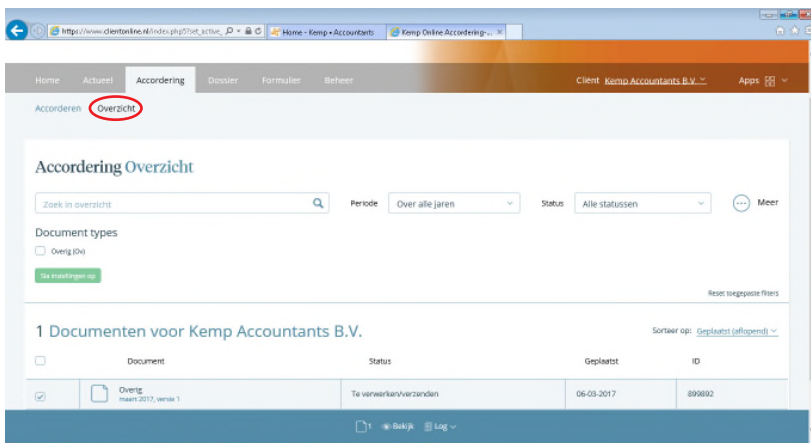 https://www.clientonline.nl/index.php5?set_active_ Home - Kemp • Accountants Kemp Online Accordering-...
Home Actueel Accordering Dossier Formulier Beheer Client Kemp Accountants B.V. Apps
Accorderen Overzicht
Accordering Overzicht
Zoek in overzicht Periode Over alle jaren Status Alle statussen Meer
Document types
Overig (Ov)
Sla instellingen op
Reset toegepaste filters
1 Documenten voor Kemp Accountants B.V. Sorteer op: Geplaatst (aflopend)
Document Status Geplaatst ID
Overig
maart 2017, versie 1 Te verwerken/verzenden 06-03-2017 899892
1 Bekijk Log